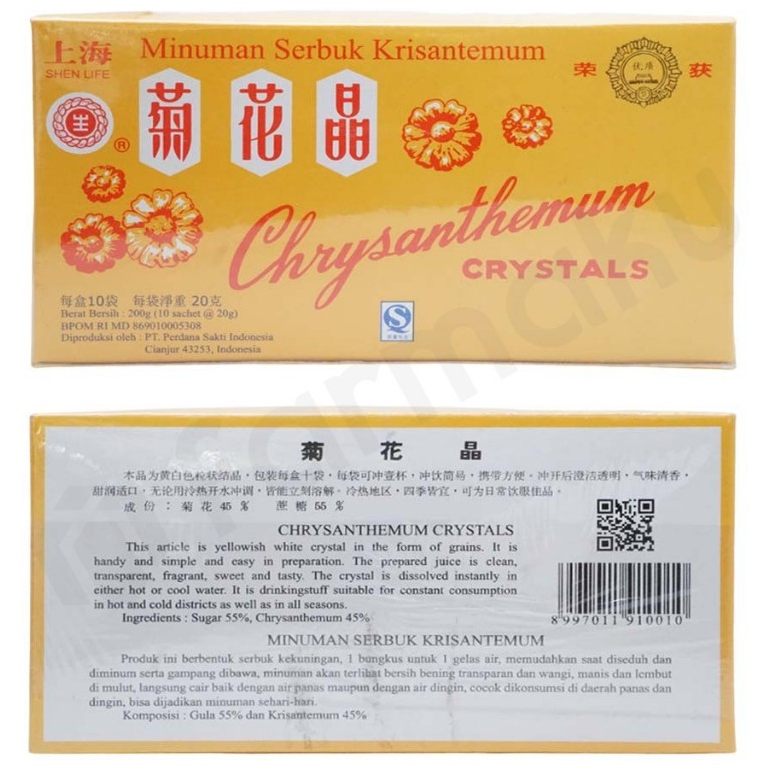 上海
SHEN LIFE
Minuman Serbuk Krisantemum
荣 优质 获
生
®
菊 花 晶
Chrysanthemum
CRYSTALS
每盒10袋 每袋淨重 20克
Berat Bersih : 200g (10 sachet @ 20g)
BPOM RI MD 869010005308
Diproduksi oleh : PT. Perdana Sakti Indonesia
Cianjur 43253, Indonesia
farmaku
菊 花 晶
本品为黄白色粒状结晶，包装每盒十袋，每袋可冲壹杯，冲饮简易，携带方便。冲开后澄洁透明，气味清香，
甜润适口，无论用冷热开水冲调，皆能立刻溶解。冷热地区，四季皆宜，可为日常饮服佳品。
成 份：菊 花 45 % 蔗 糖 55 %
CHRYSANTHEMUM CRYSTALS
This article is yellowish white crystal in the form of grains. It is
handy and simple and easy in preparation. The prepared juice is clean,
transparent, fragrant, sweet and tasty. The crystal is dissolved instantly in
either hot or cool water. It is drinkingstuff suitable for constant consumption
in hot and cold districts as well as in all seasons.
Ingredients : Sugar 55%, Chrysanthemum 45%
8 997011 910010
MINUMAN SERBUK KRISANTEMUM
Produk ini berbentuk serbuk kekuningan, 1 bungkus untuk 1 gelas air, memudahkan saat diseduh dan
diminum serta gampang dibawa, minuman akan terlihat bersih bening transparan dan wangi, manis dan lembut
di mulut, langsung cair baik dengan air panas maupun dengan air dingin, cocok dikonsumsi di daerah panas dan
dingin, bisa dijadikan minuman sehari-hari.
Komposisi : Gula 55% dan Krisantemum 45%
farmaku